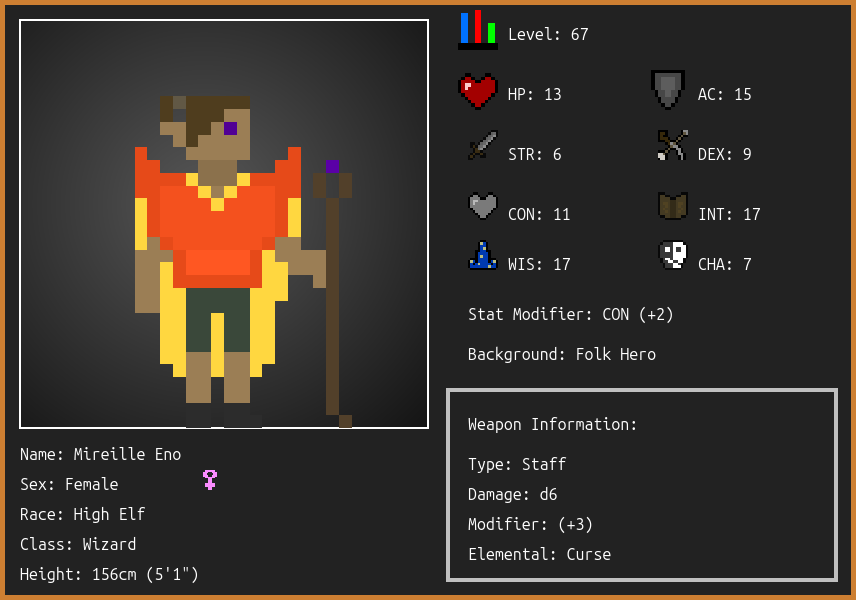 Level: 67
HP: 13
AC: 15
STR: 6
DEX: 9
CON: 11
INT: 17
WIS: 17
CHA: 7
Stat Modifier: CON (+2)
Background: Folk Hero
Weapon Information:
Type: Staff
Damage: d6
Modifier: (+3)
Elemental: Curse
Name: Mireille Eno
Sex: Female
Race: High Elf
Class: Wizard
Height: 156cm (5'1")